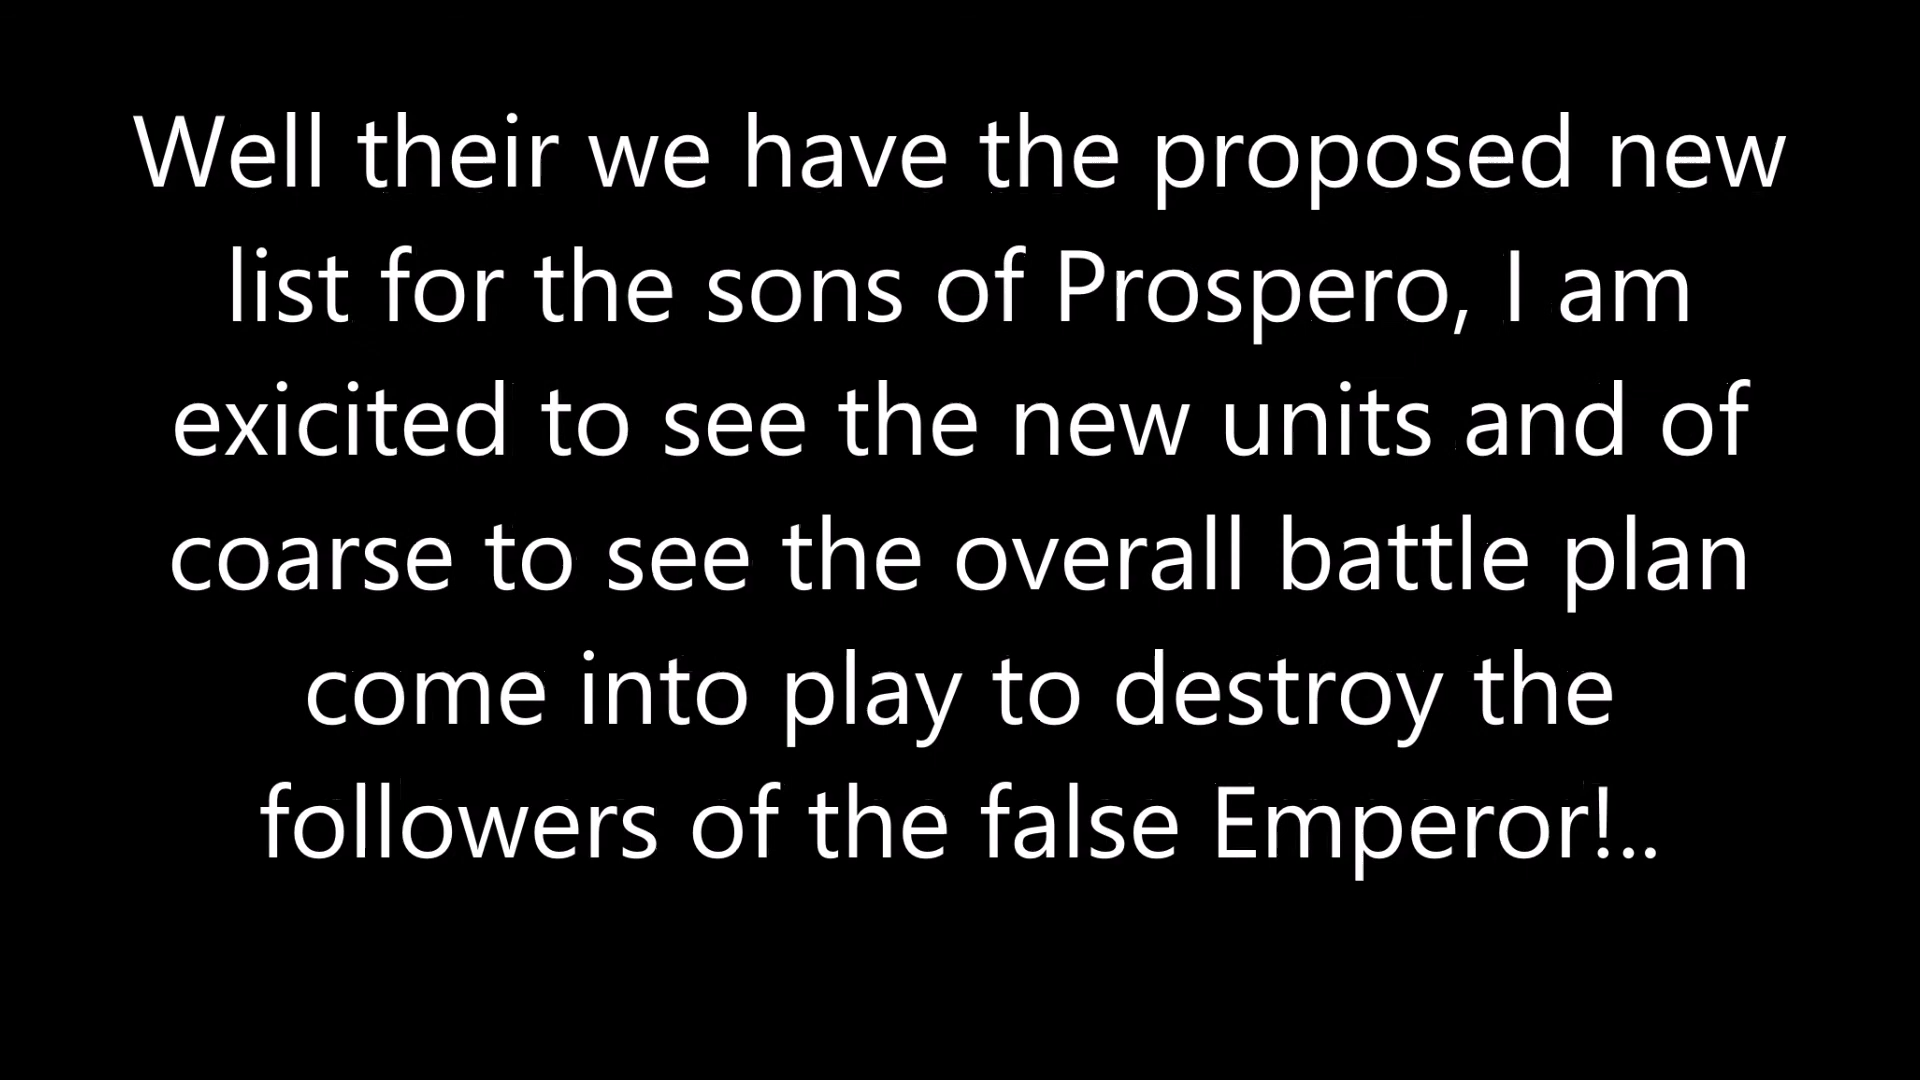 Well their we have the proposed new
list for the sons of Prospero, I am
exicited to see the new units and of
coarse to see the overall battle plan
come into play to destroy the
followers of the false Emperor!..